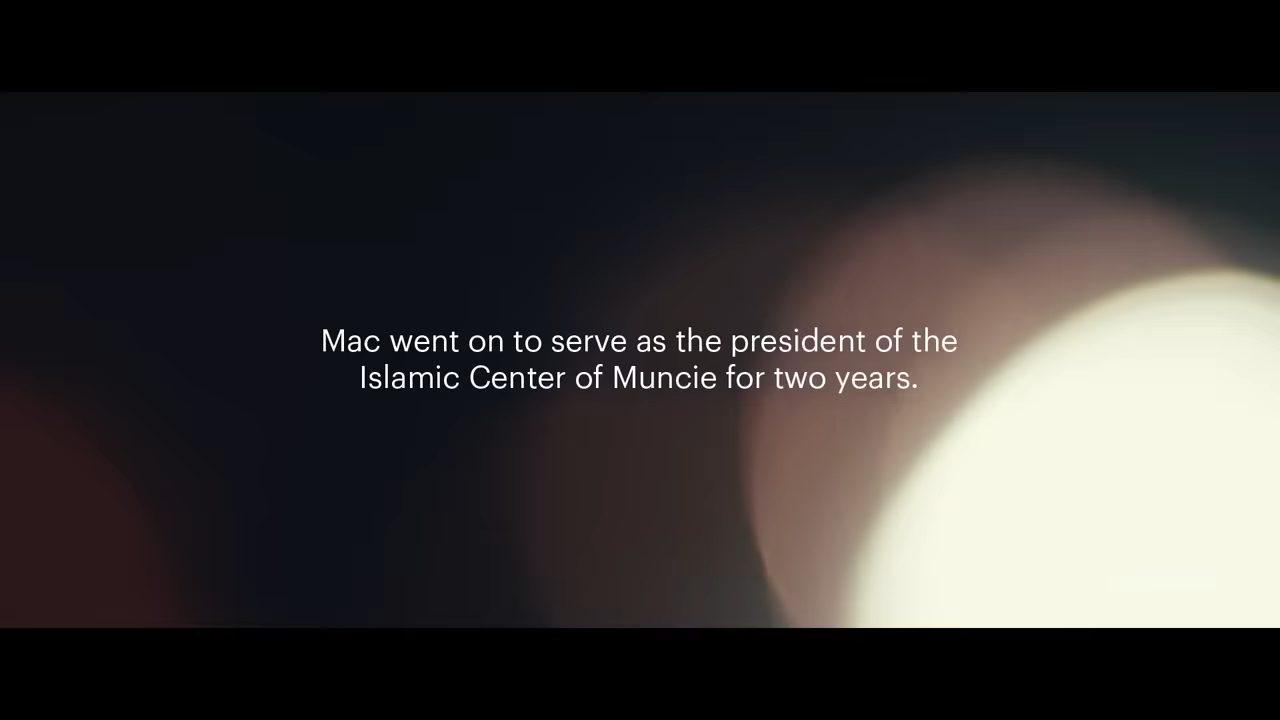 Mac went on to serve as the president of the
Islamic Center of Muncie for two years.